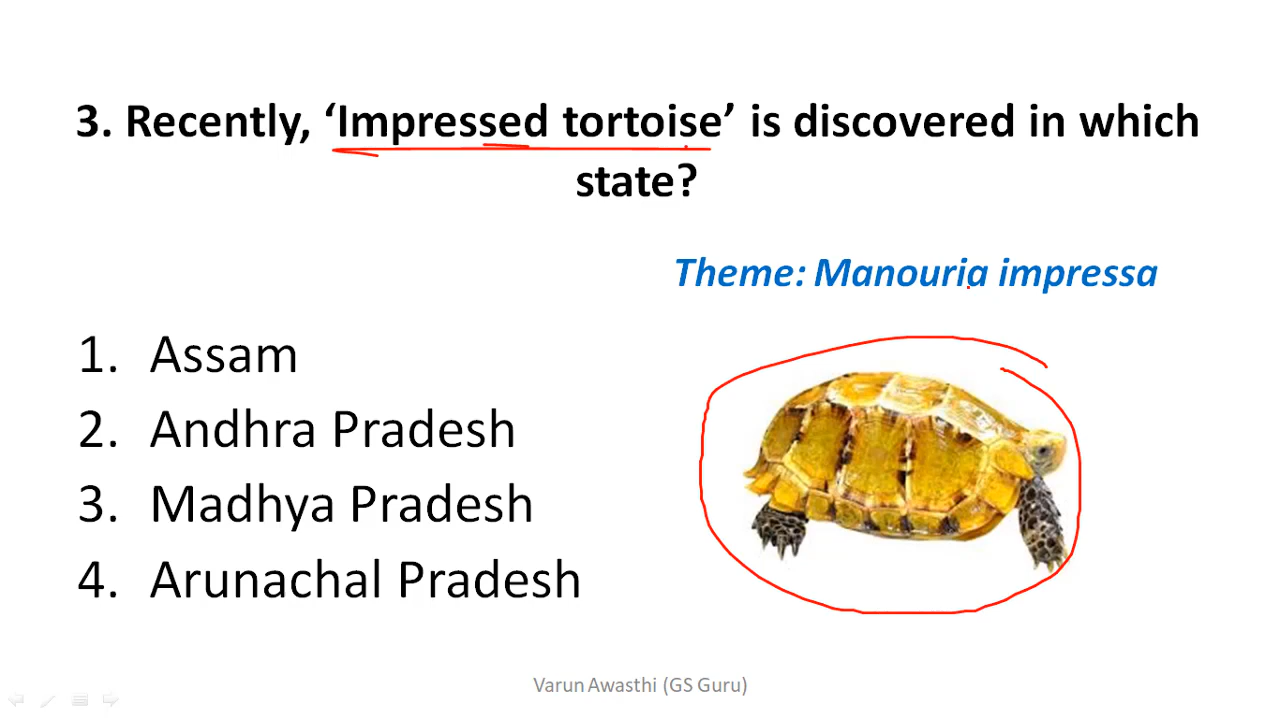 3. Recently, ‘Impressed tortoise’ is discovered in which
state?
Theme: Manouria impressa
1. Assam
2. Andhra Pradesh
3. Madhya Pradesh
4. Arunachal Pradesh
Varun Awasthi (GS Guru)